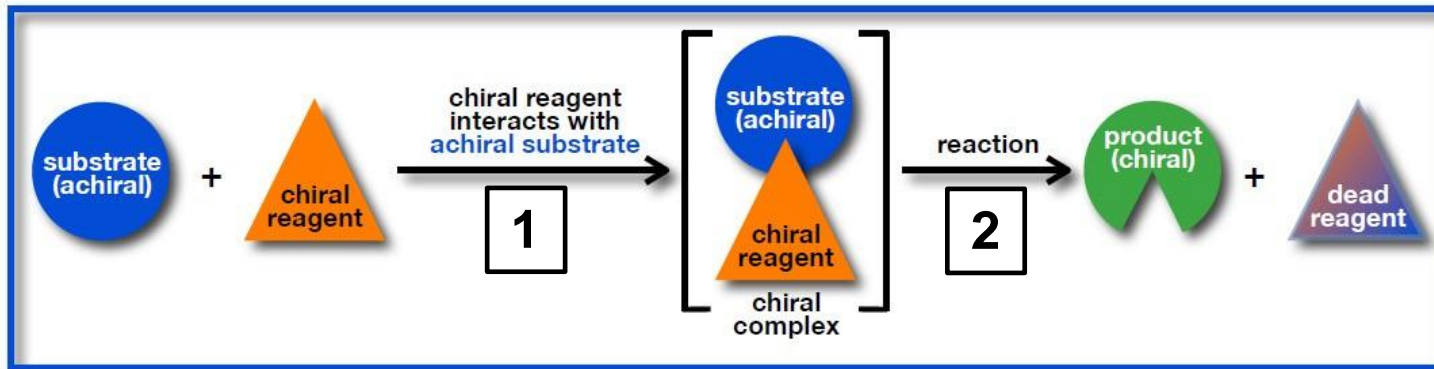 substrate
(achiral)
+
chiral
reagent
chiral reagent
interacts with
achiral substrate
1
substrate
(achiral)
chiral
reagent
chiral
complex
reaction
2
product
(chiral)
+
dead
reagent